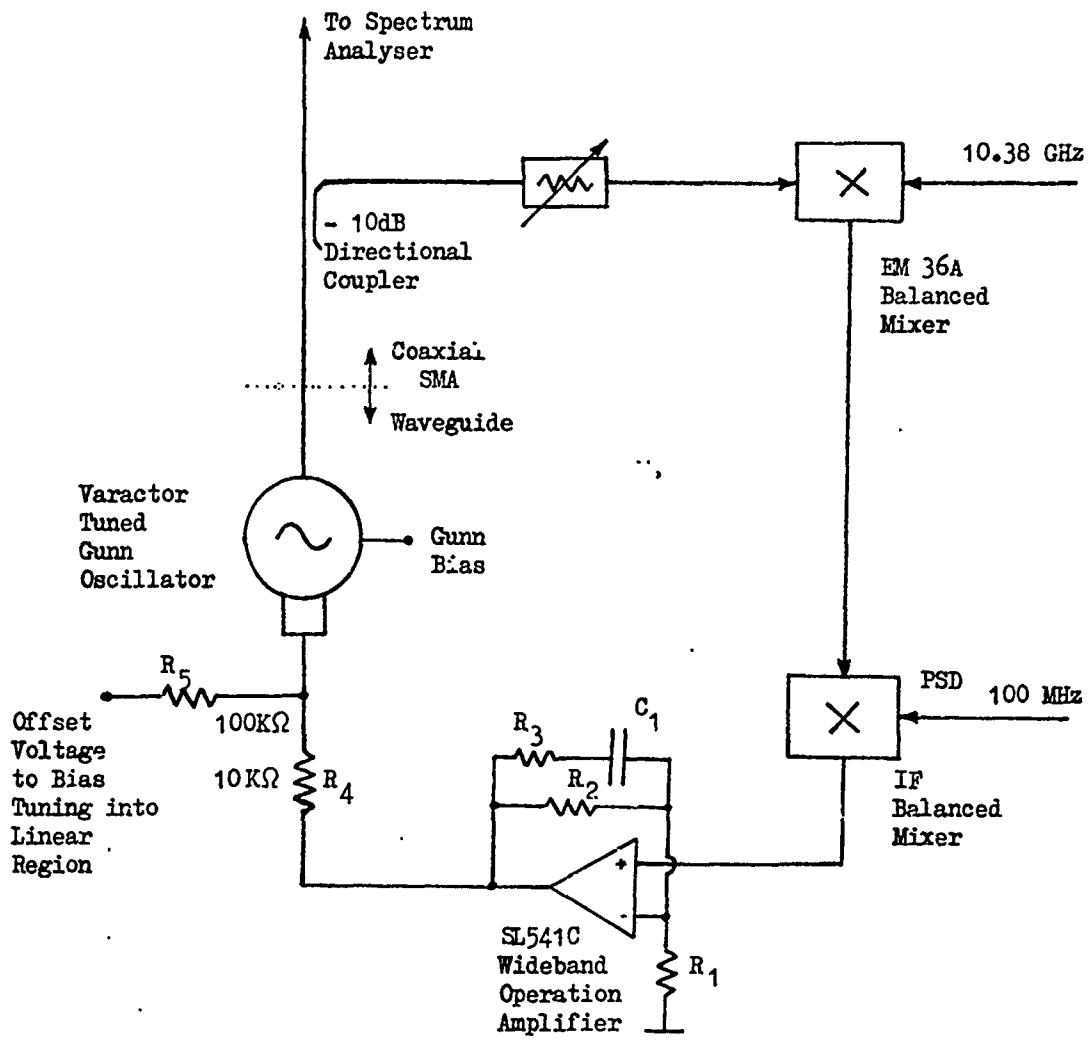 To Spectrum
Analyser
10.38 GHz
- 10dB
Directional
Coupler
EM 36A
Balanced
Mixer
Coaxial
SMA
Waveguide
Varactor
Tuned
Gunn
Oscillator
Gunn
Bias
R5
100KΩ
Offset
Voltage
to Bias
Tuning into
Linear
Region
10KΩ
R4
R3
C1
R2
PSD
100 MHz
IF
Balanced
Mixer
+
-
SL541C
Wideband
Operation
Amplifier
R1